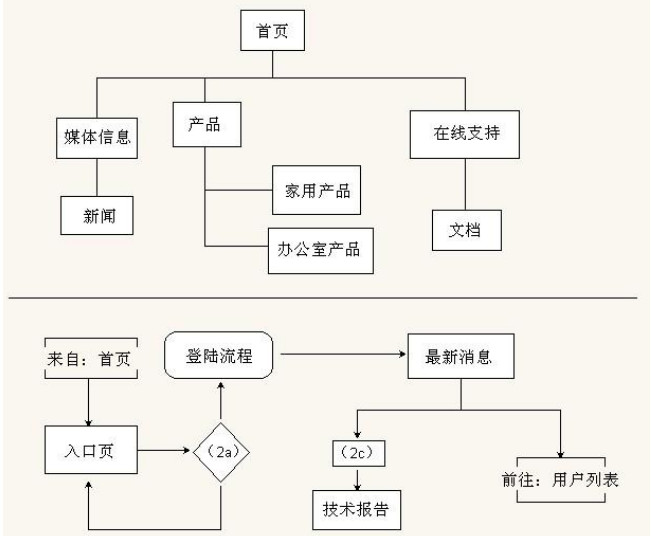 首页
媒体信息
产品
在线支持
家用产品
新闻
文档
办公室产品
来自：首页
登陆流程
最新消息
入口页
（2a）
（2c）
前往：用户列表
技术报告